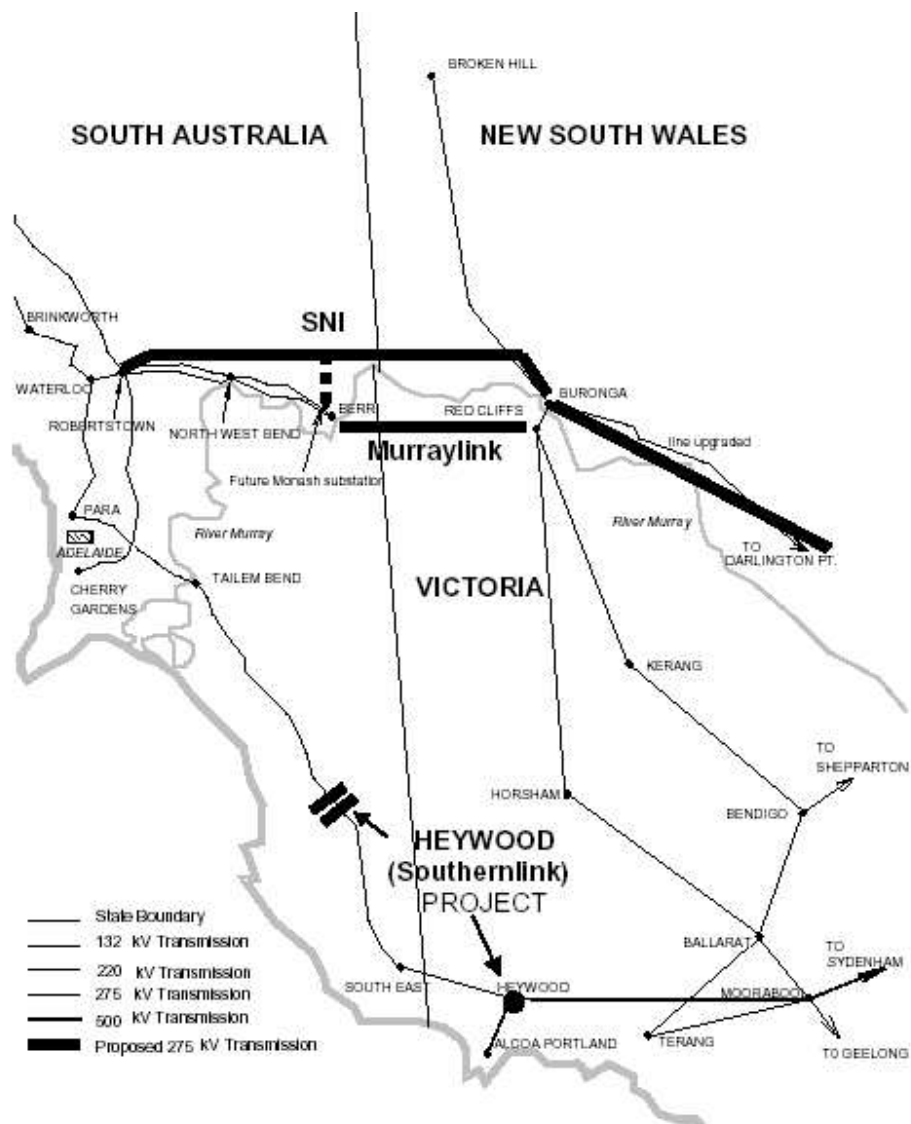 BROKEN HILL
SOUTH AUSTRALIA
NEW SOUTH WALES
BRINKWORTH
SNI
WATERLOO
ROBERTSTOWN
NORTH WEST BEND
BERRI
RED CLIFFS
BURONGA
line upgraded
Murraylink
Future Monash substation
PARA
River Murray
River Murray
ADELAIDE
TO
DARLINGTON PT.
CHERRY
GARDENS
TAILEM BEND
VICTORIA
KERANG
TO
SHEPPARTON
HORSHAM
BENDIGO
HEYWOOD
(Southernlink)
PROJECT
State Boundary
132 kV Transmission
220 kV Transmission
275 kV Transmission
500 kV Transmission
Proposed 275 kV Transmission
BALLARAT
TO
SYDENHAM
SOUTH EAST
HEYWOOD
MOORABOOL
ALCOA PORTLAND
TERANG
T0 GEELONG